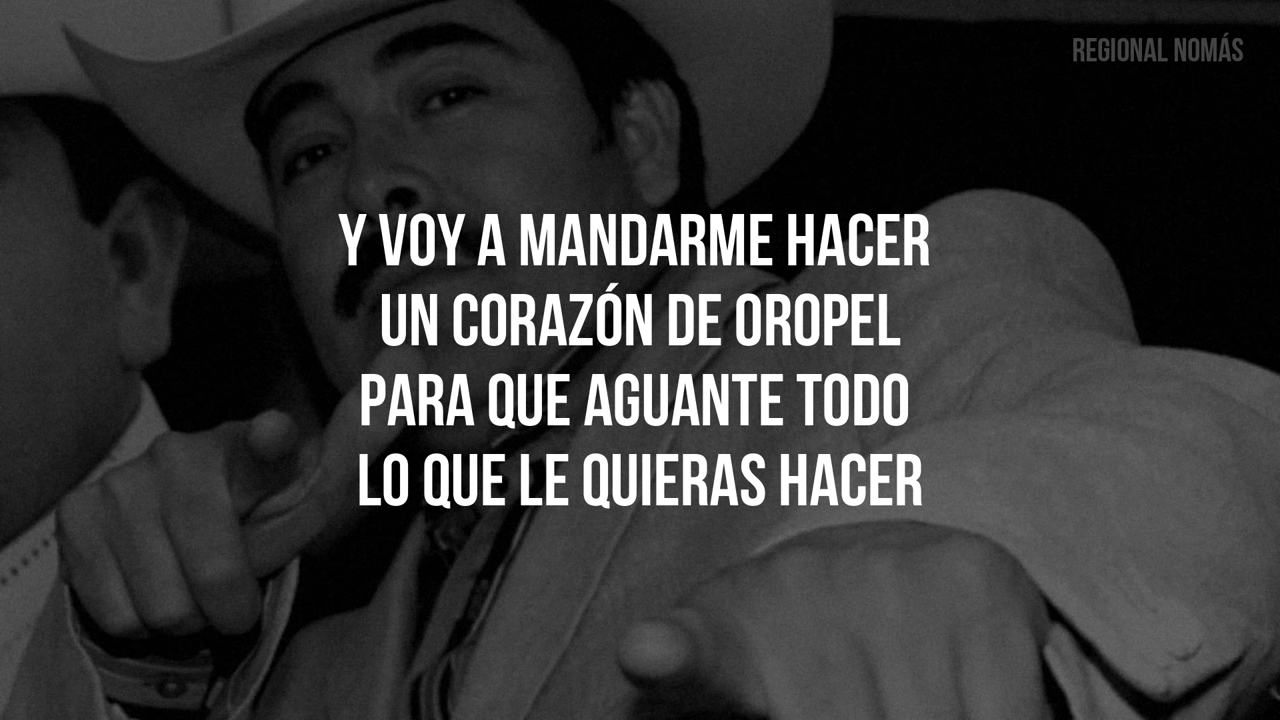 REGIONAL NOMÁS
Y VOY A MANDARME HACER
UN CORAZÓN DE OROPEL
PARA QUE AGUANTE TODO
LO QUE LE QUIERAS HACER